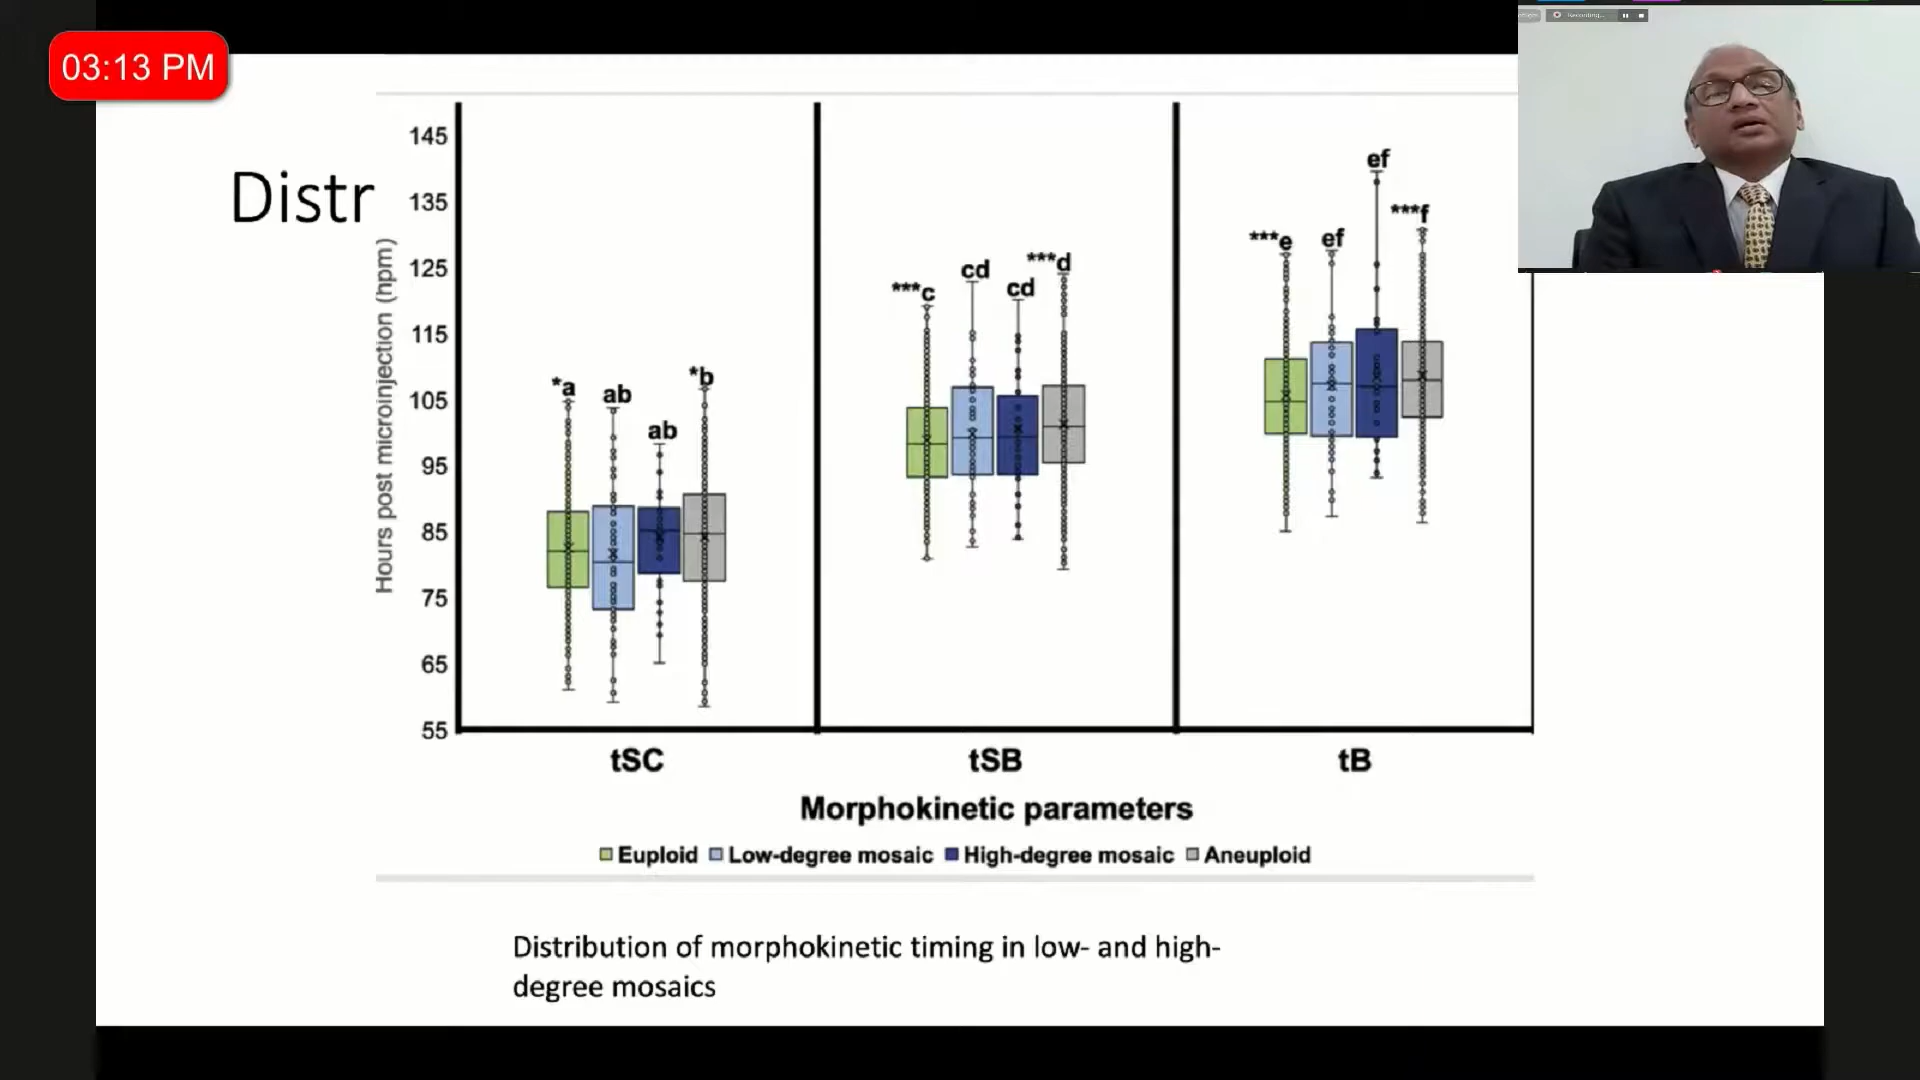 03:13 PM
Recording...
Distr
145
135
125
115
105
95
85
75
65
55
Hours post microinjection (hpm)
*a
ab
ab
*b
***c
cd
cd
***d
***e
ef
ef
***f
tSC
tSB
tB
Morphokinetic parameters
Euploid Low-degree mosaic High-degree mosaic Aneuploid
Distribution of morphokinetic timing in low- and high-
degree mosaics